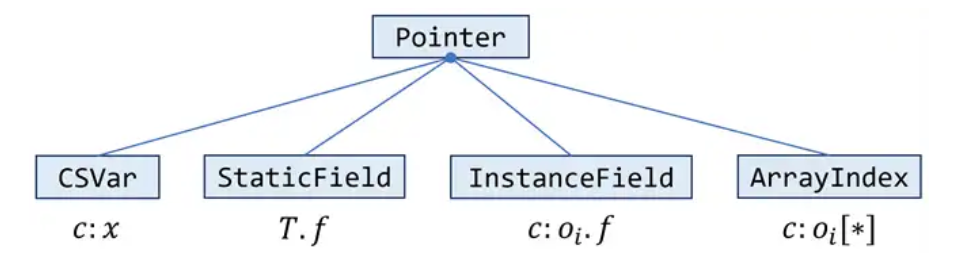 Pointer
CSVar StaticField InstanceField ArrayIndex
c: x T. f c: oᵢ. f c: oᵢ[*]